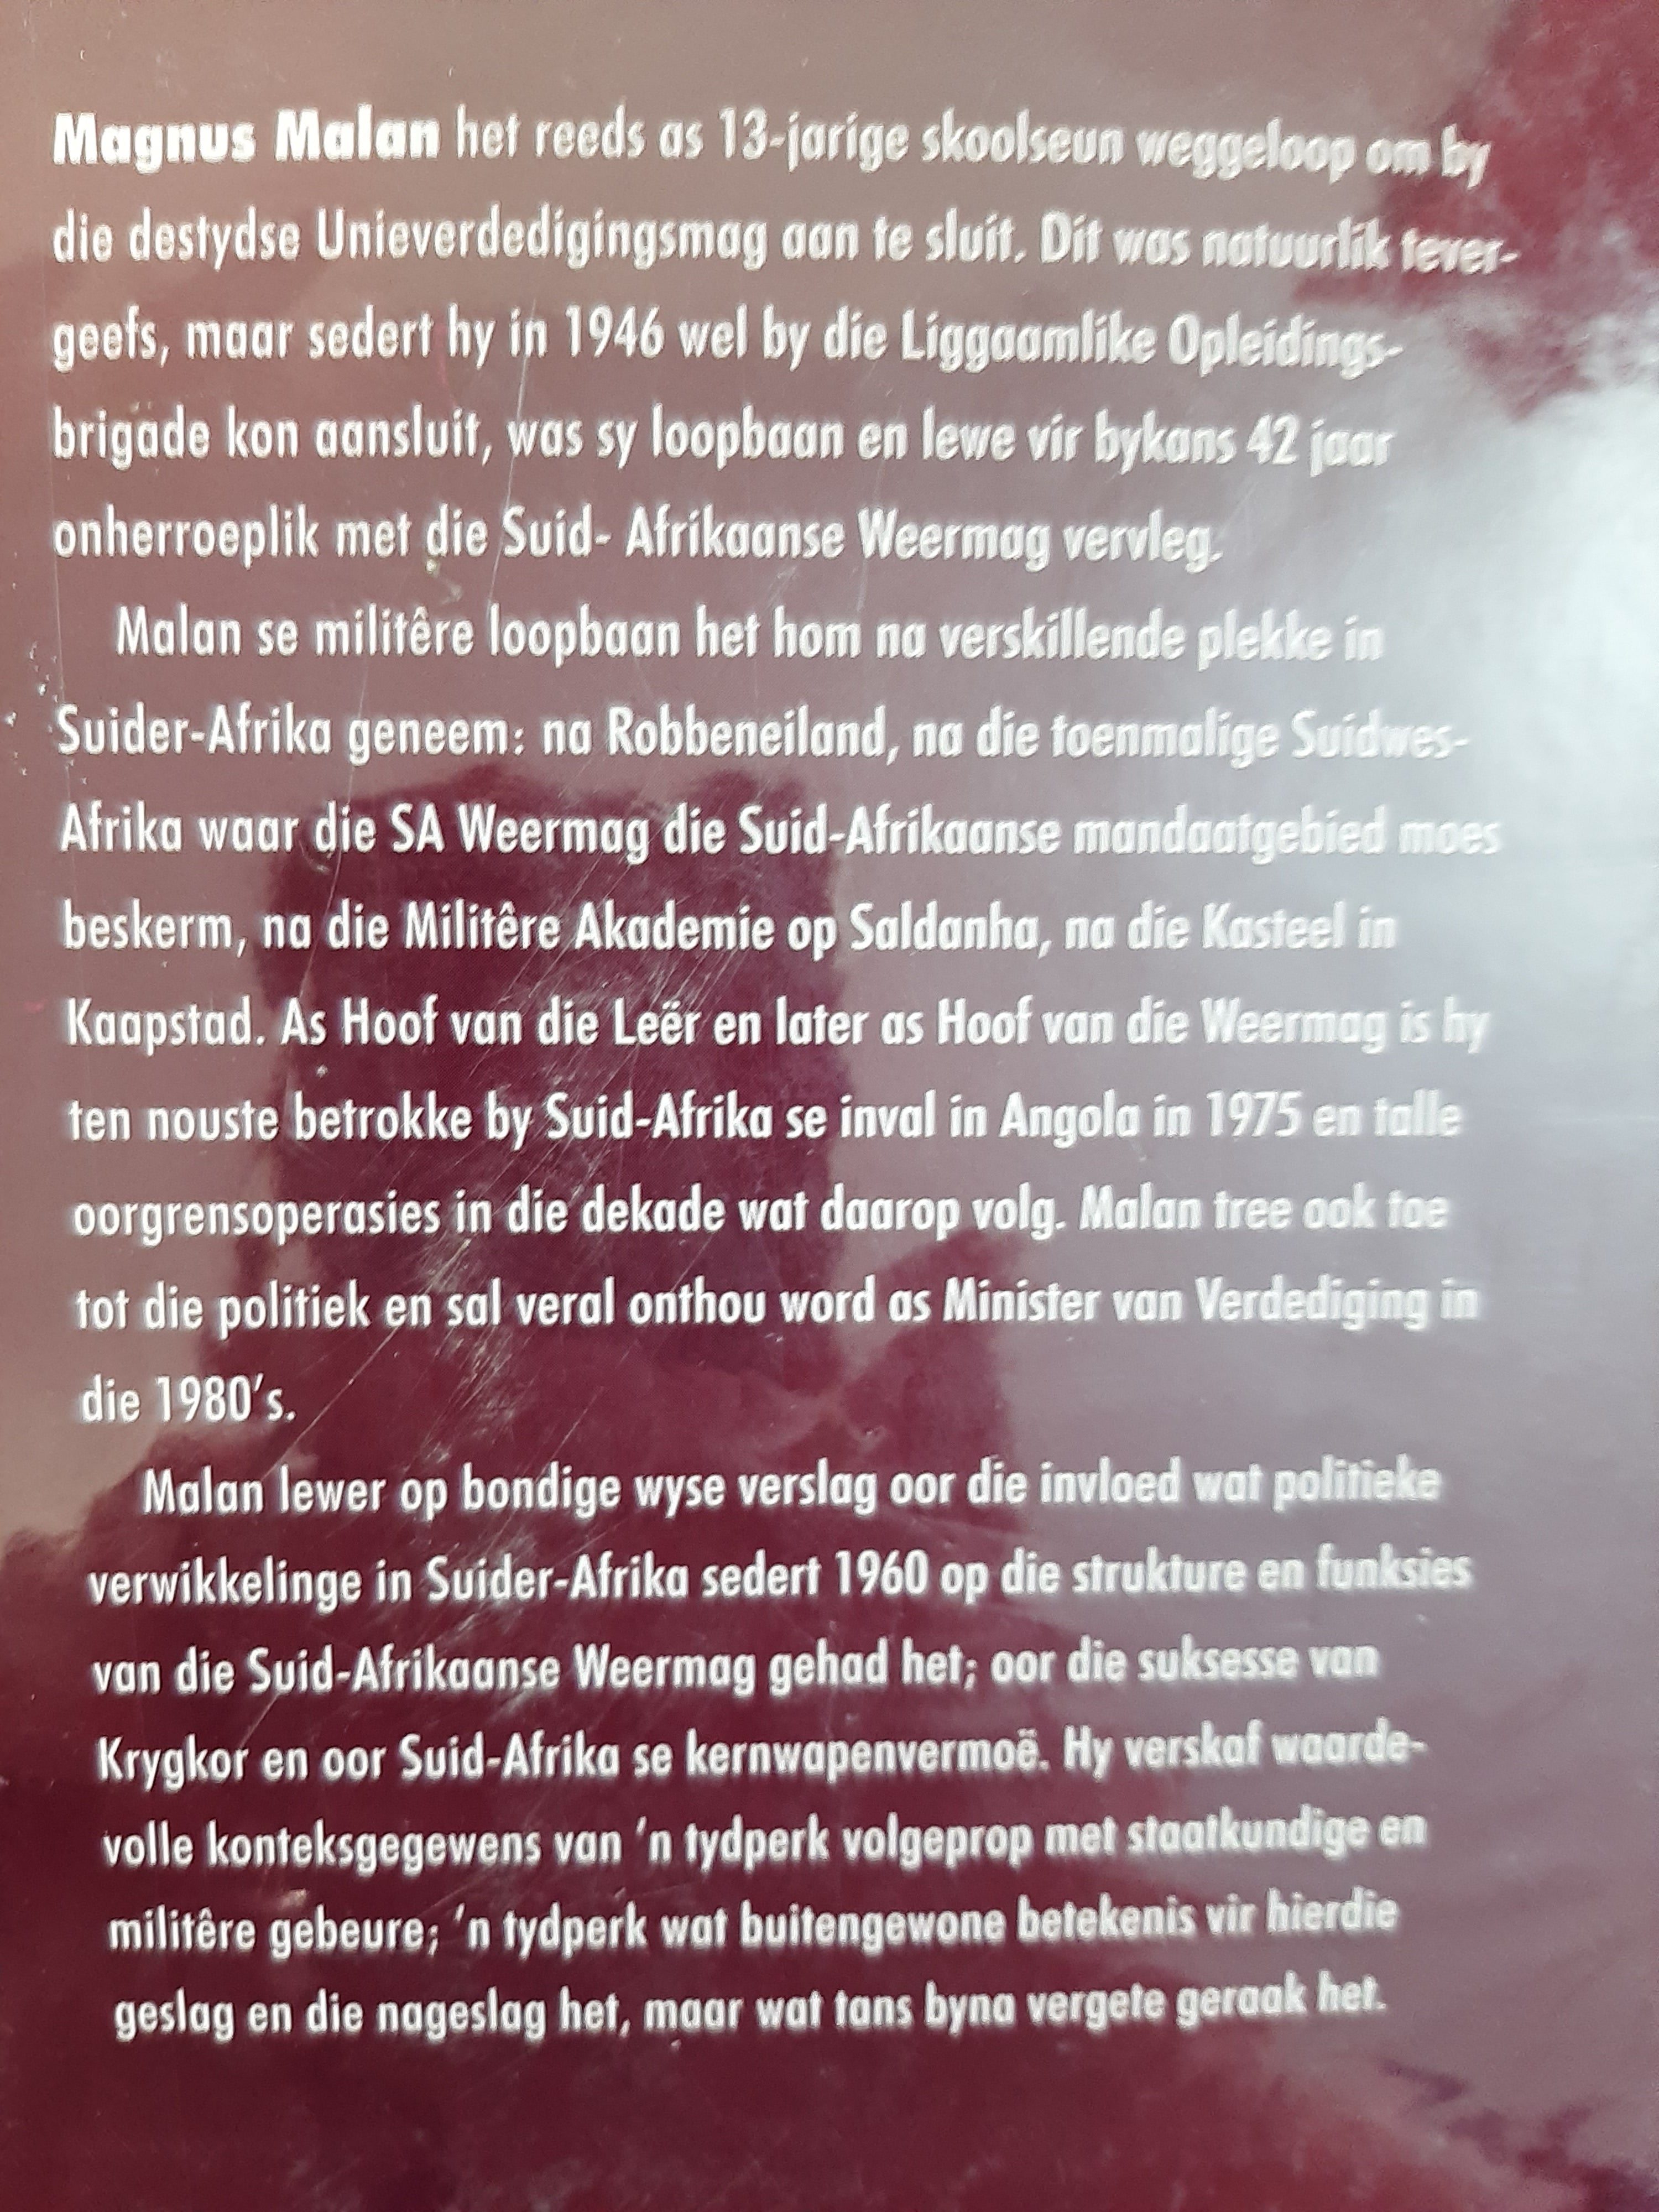 Magnus Malan het reeds as 13-jarige skoolseun weggeloop om by
die destydse Unieverdedigingsmag aan te sluit. Dit was natuurlik tever-
geefs, maar sedert hy in 1946 wel by die Liggaamlike Opleidings-
brigade kon aansluit, was sy loopbaan en lewe vir bykans 42 jaar
onherroeplik met die Suid- Afrikaanse Weermag vervleg.
Malan se militêre loopbaan het hom na verskillende plekke in
Suider-Afrika geneem: na Robbeneiland, na die toenmalige Suidwes-
Afrika waar die SA Weermag die Suid-Afrikaanse mandaatgebied moes
beskerm, na die Militêre Akademie op Saldanha, na die Kasteel in
Kaapstad. As Hoof van die Leër en later as Hoof van die Weermag is hy
ten nouste betrokke by Suid-Afrika se inval in Angola in 1975 en talle
oorgrensoperasies in die dekade wat daarop volg. Malan tree ook toe
tot die politiek en sal veral onthou word as Minister van Verdediging in
die 1980's.
Malan lewer op bondige wyse verslag oor die invloed wat politieke
verwikkelinge in Suider-Afrika sedert 1960 op die strukture en funksies
van die Suid-Afrikaanse Weermag gehad het; oor die suksesse van
Krygkor en oor Suid-Afrika se kernwapenvermoë. Hy verskaf waarde-
volle konteksgegewens van 'n tydperk volgeprop met staatkundige en
militêre gebeure; 'n tydperk wat buitengewone betekenis vir hierdie
geslag en die nageslag het, maar wat tans byna vergete geraak het.